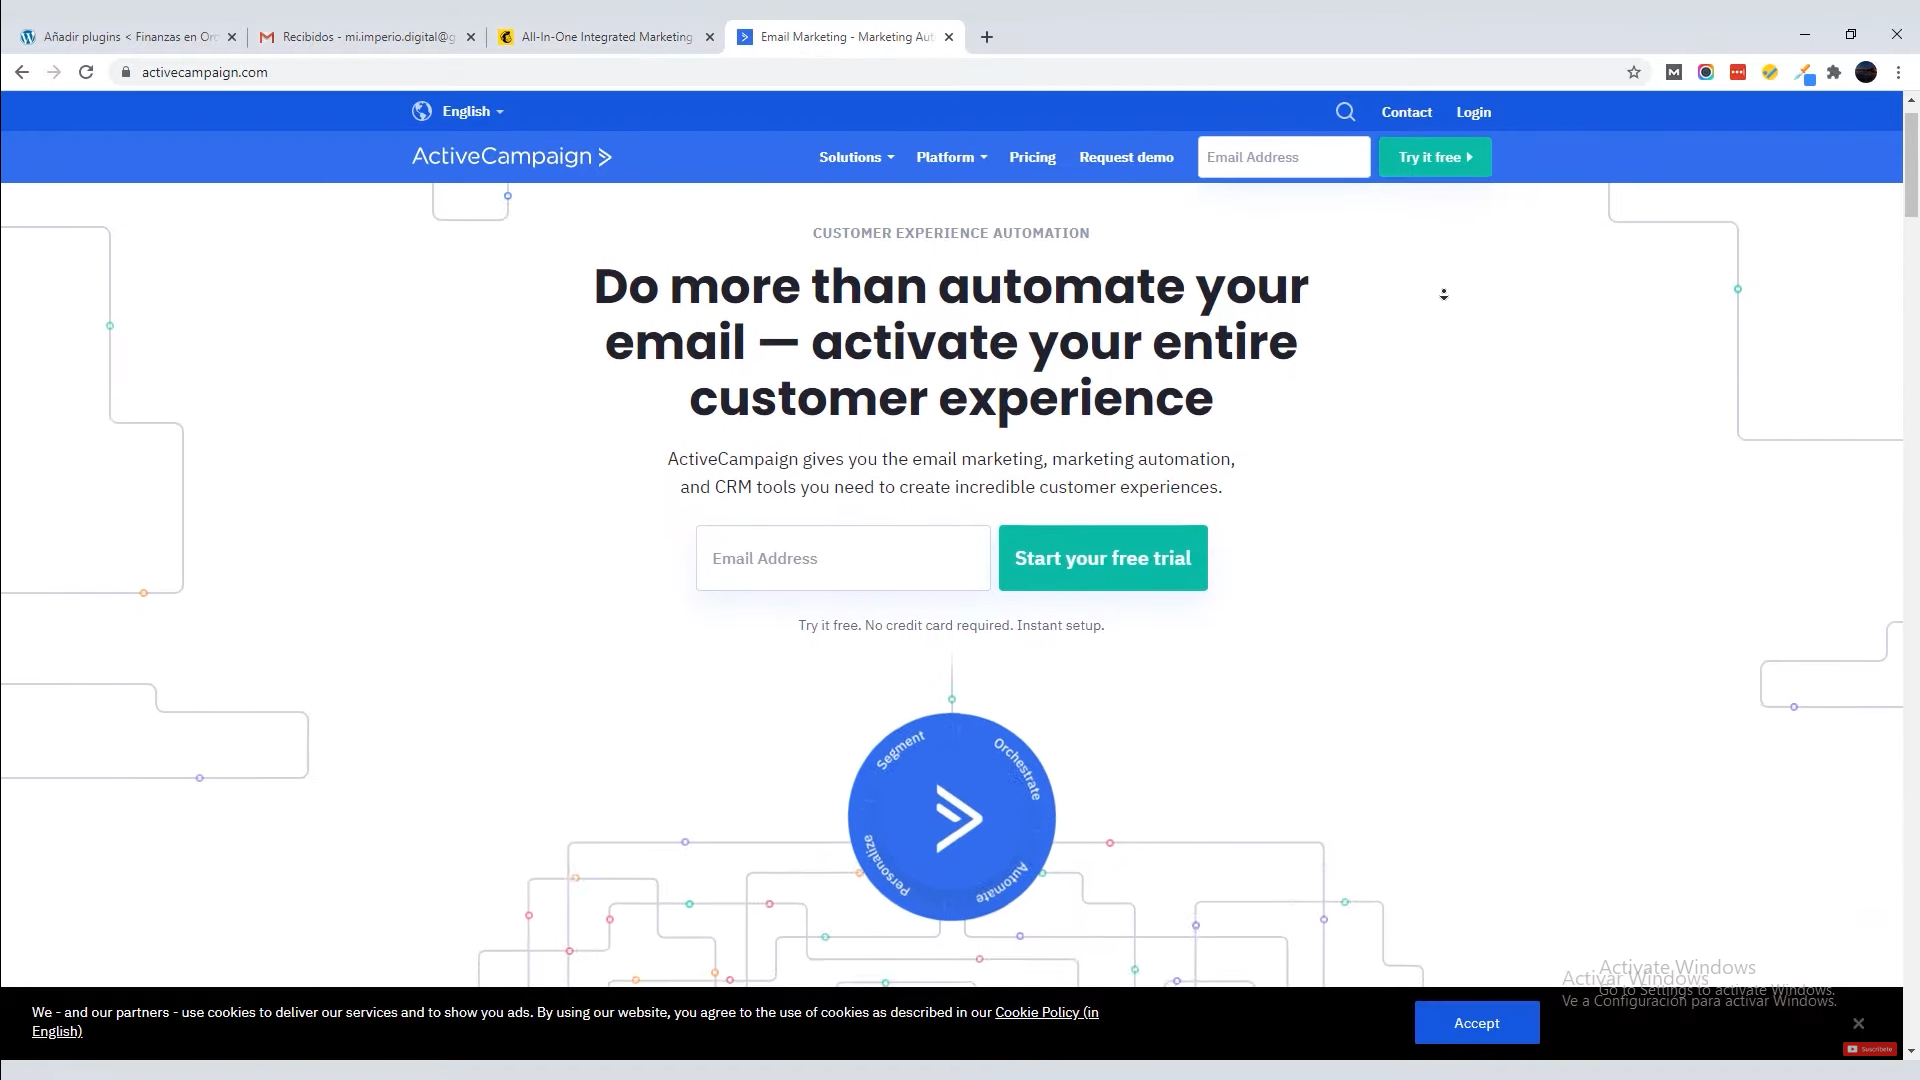 Añadir plugins < Finanzas en Or
Recibidos - mi.imperio.digital@g
All-In-One Integrated Marketing
Email Marketing - Marketing Aut
activecampaign.com
English
Contact
Login
ActiveCampaign
Solutions
Platform
Pricing
Request demo
Email Address
Try it free
CUSTOMER EXPERIENCE AUTOMATION
Do more than automate your
email — activate your entire
customer experience
ActiveCampaign gives you the email marketing, marketing automation,
and CRM tools you need to create incredible customer experiences.
Email Address
Start your free trial
Try it free. No credit card required. Instant setup.
Segment
Orchestrate
Personalize
Automate
Activate Windows
Activar Windows
Go to Settings to activate Windows.
Ve a Configuración para activar Windows.
We - and our partners - use cookies to deliver our services and to show you ads. By using our website, you agree to the use of cookies as described in our Cookie Policy (in
English)
Accept
Suscríbete